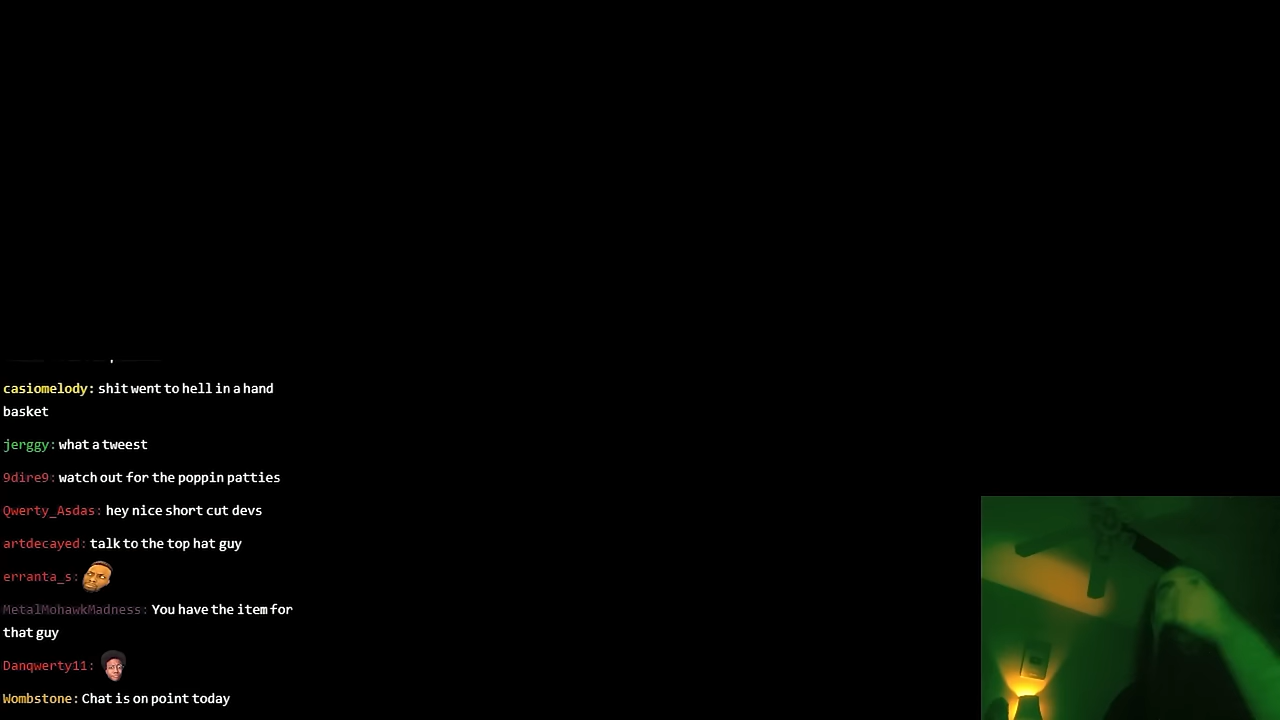 casiomelody: shit went to hell in a hand
basket
jerggy: what a tweest
9dire9: watch out for the poppin patties
Qwerty_Asdas: hey nice short cut devs
artdecayed: talk to the top hat guy
erranta_s:
MetalMohawkMadness: You have the item for
that guy
Danqwerty11:
Wombstone: Chat is on point today